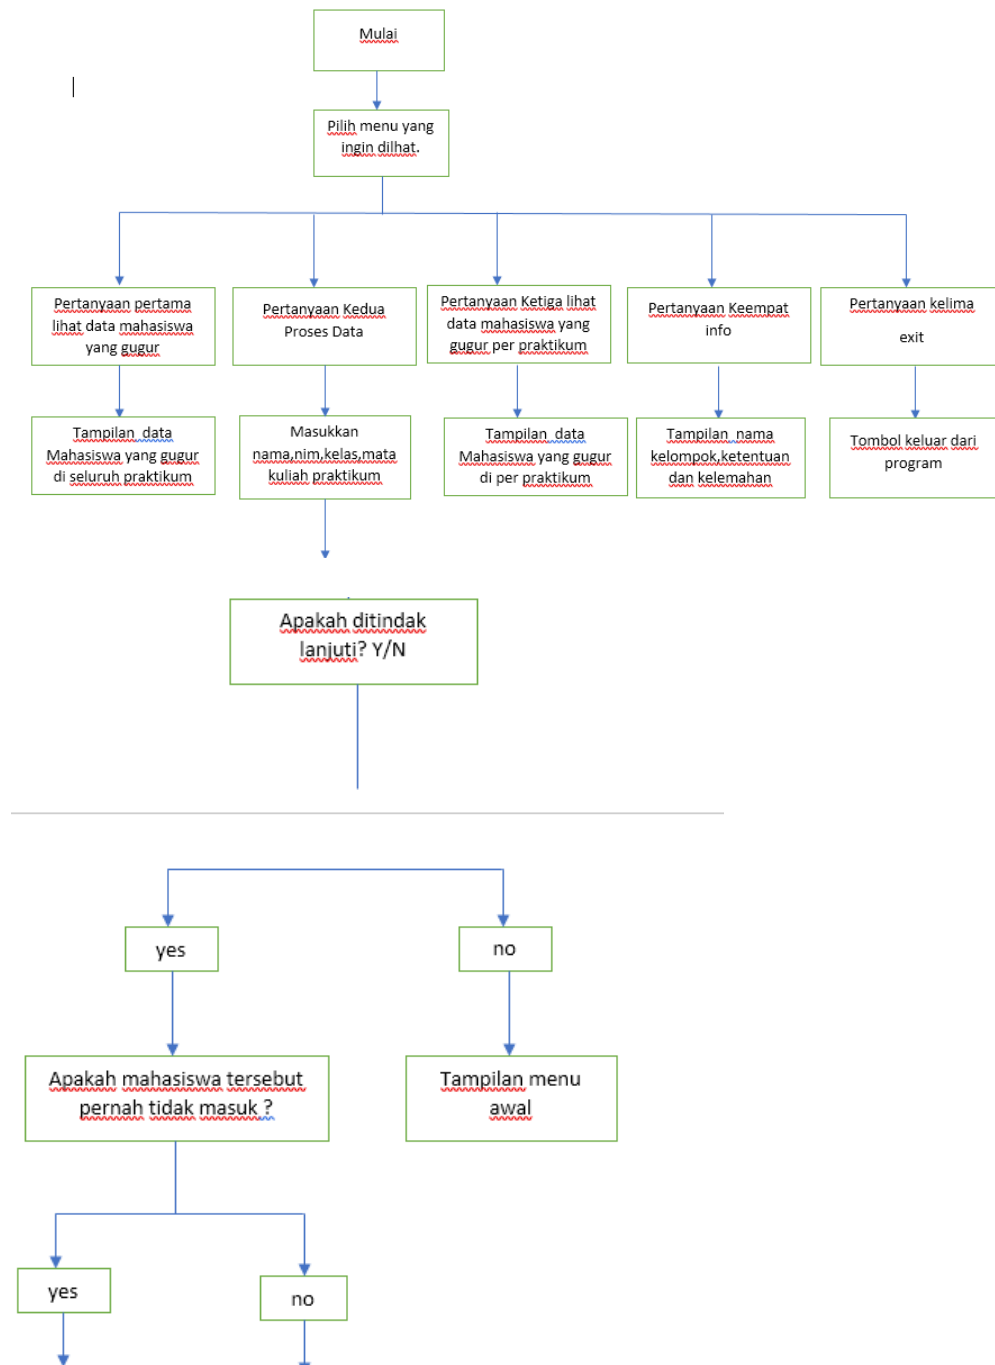 Mulai
Pilih menu yang
ingin dilhat.
Pertanyaan pertama
lihat data mahasiswa
yang gugur
Pertanyaan Kedua
Proses Data
Pertanyaan Ketiga lihat
data mahasiswa yang
gugur per praktikum
Pertanyaan Keempat
info
Pertanyaan kelima
exit
Tampilan data
Mahasiswa yang gugur
di seluruh praktikum
Masukkan
nama,nim,kelas,mata
kuliah praktikum
Tampilan data
Mahasiswa yang gugur
di per praktikum
Tampilan nama
kelompok,ketentuan
dan kelemahan
Tombol keluar dari
program
Apakah ditindak
lanjuti? Y/N
yes
no
Apakah mahasiswa tersebut
pernah tidak masuk ?
Tampilan menu
awal
yes
no